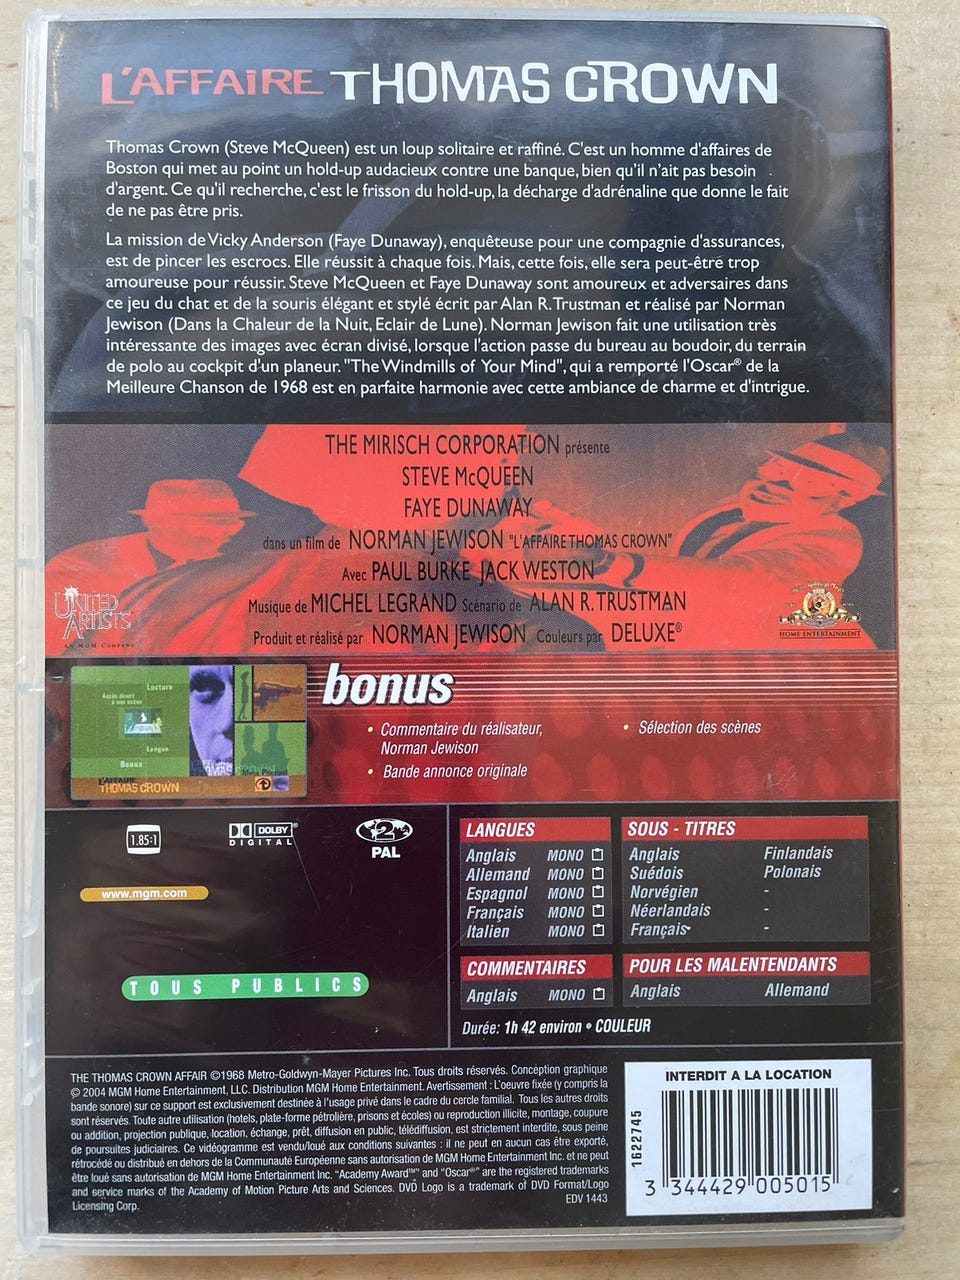 L'AFFAIRE THOMAS CROWN
Thomas Crown (Steve McQueen) est un loup solitaire et raffiné. C'est un homme d'affaires de
Boston qui met au point un hold-up audacieux contre une banque, bien qu'il n'ait pas besoin
d'argent. Ce qu'il recherche, c'est le frisson du hold-up, la décharge d'adrénaline que donne le fait
de ne pas être pris.
La mission de Vicky Anderson (Faye Dunaway), enquêteuse pour une compagnie d'assurances,
est de pincer les escrocs. Elle réussit à chaque fois. Mais, cette fois, elle sera peut-être trop
amoureuse pour réussir. Steve McQueen et Faye Dunaway sont amoureux et adversaires dans
ce jeu du chat et de la souris élégant et stylé écrit par Alan R. Trustman et réalisé par Norman
Jewison (Dans la Chaleur de la Nuit, Eclair de Lune). Norman Jewison fait une utilisation très
intéressante des images avec écran divisé, lorsque l'action passe du bureau au boudoir, du terrain
de polo au cockpit d'un planeur. "The Windmills of Your Mind", qui a remporté l'Oscar® de la
Meilleure Chanson de 1968 est en parfaite harmonie avec cette ambiance de charme et d'intrigue.
THE MIRISCH CORPORATION présente
STEVE McQUEEN
FAYE DUNAWAY
dans un film de NORMAN JEWISON "L'AFFAIRE THOMAS CROWN"
Avec PAUL BURKE JACK WESTON
Musique de MICHEL LEGRAND Scénario de ALAN R. TRUSTMAN
Produit et réalisé par NORMAN JEWISON Couleurs par DELUXE®
UNITED
ARTISTS
AN MGM COMPANY
HOME ENTERTAINMENT
Lecture
Accès direct
à une scène
Langue
Bonus
L'AFFAIRE
THOMAS CROWN
bonus
• Commentaire du réalisateur,
Norman Jewison
• Bande annonce originale
• Sélection des scènes
1.85:1
DOLBY
DIGITAL
2
PAL
www.mgm.com
TOUS PUBLICS
LANGUES
Anglais MONO
Allemand MONO
Espagnol MONO
Français MONO
Italien MONO
SOUS - TITRES
Anglais Finlandais
Suédois Polonais
Norvégien -
Néerlandais -
Français -
COMMENTAIRES
Anglais MONO
POUR LES MALENTENDANTS
Anglais Allemand
Durée: 1h 42 environ • COULEUR
THE THOMAS CROWN AFFAIR ©1968 Metro-Goldwyn-Mayer Pictures Inc. Tous droits réservés. Conception graphique
© 2004 MGM Home Entertainment, LLC. Distribution MGM Home Entertainment. Avertissement : L'oeuvre fixée (y compris la
bande sonore) sur ce support est exclusivement destinée à l'usage privé dans le cadre du cercle familial. Tous les autres droits
sont réservés. Toute autre utilisation (hotels, plate-forme pétrolière, prisons et écoles) ou reproduction illicite, montage, coupure
ou addition, projection publique, location, échange, prêt, diffusion en public, télédiffusion, est strictement interdite, sous peine
de poursuites judiciaires. Ce vidéogramme est vendu/loué aux conditions suivantes : il ne peut en aucun cas être exporté,
rétrocédé ou distribué en dehors de la Communauté Européenne sans autorisation de MGM Home Entertainment Inc. et ne peut
être loué sans autorisation de MGM Home Entertainment Inc. "Academy Award™" and "Oscar®" are the registered trademarks
and service marks of the Academy of Motion Picture Arts and Sciences. DVD Logo is a trademark of DVD Format/Logo
Licensing Corp.
EDV 1443
INTERDIT A LA LOCATION
1622745
3 344429 005015